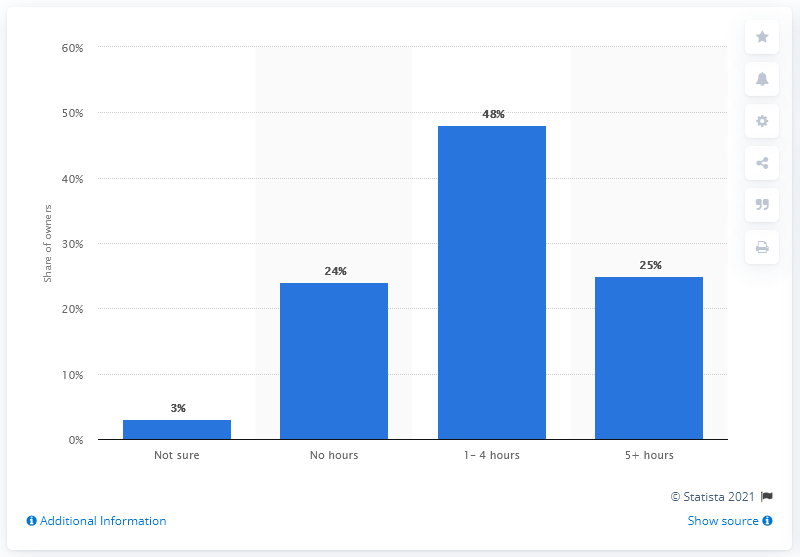 60%
50%
40%
30%
20%
10%
0%
Share of owners
3%
24%
48%
25%
Not sure
No hours
1– 4 hours
5+ hours
© Statista 2021
Additional Information
Show source